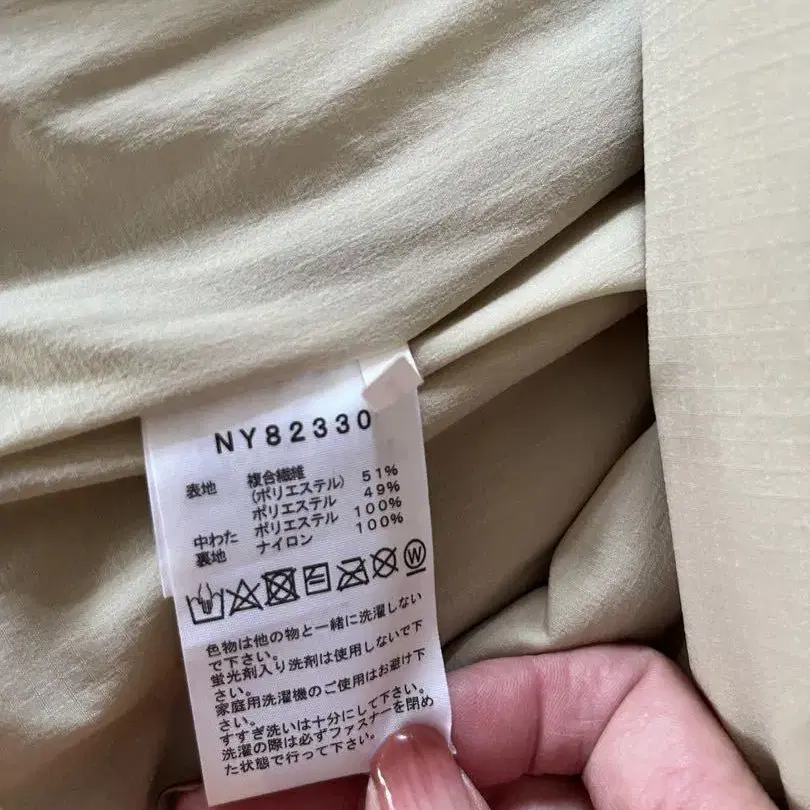 NY82330
表地 複合繊維
(ポリエステル) 51%
ポリエステル 49%
中わた ポリエステル 100%
裏地 ナイロン 100%
W
色物は他の物と一緒に洗濯しない
で下さい。
蛍光剤入り洗剤は使用しないで下
さい。
家庭用洗濯機のご使用はお避け下
さい。
すすぎ洗いは十分にして下さい。
洗濯の際は必ずファスナーを閉め
た状態で行って下さい。